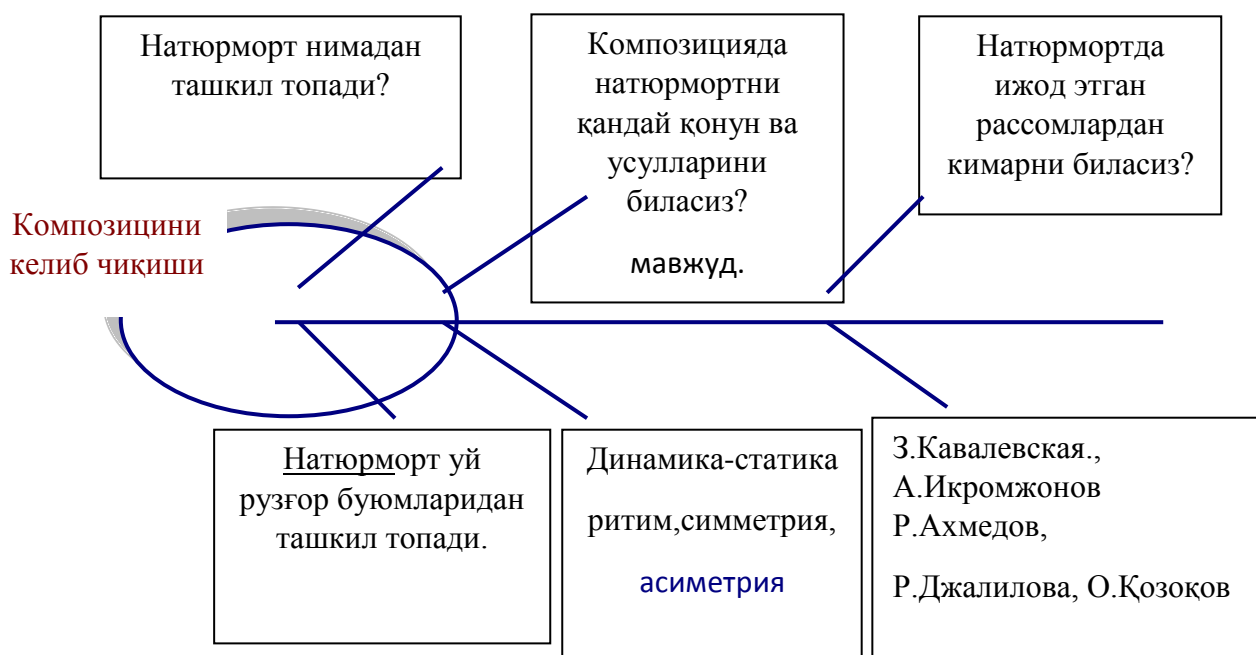 Натюрморт нимадан
ташкил топади?
Композицияда
натюрмортни
қандай қонун ва
усулларини
биласиз?
мавжуд.
Натюрмортда
ижод этган
рассомлардан
кимарни биласиз?
Композицини
келиб чиқиши
Натюрморт уй
рузғор буюмларидан
ташкил топади.
Динамика-статика
ритим,симметрия,
асиметрия
З.Кавалевская.,
А.Икромжонов
Р.Ахмедов,
Р.Джалилова, О.Қозоқов